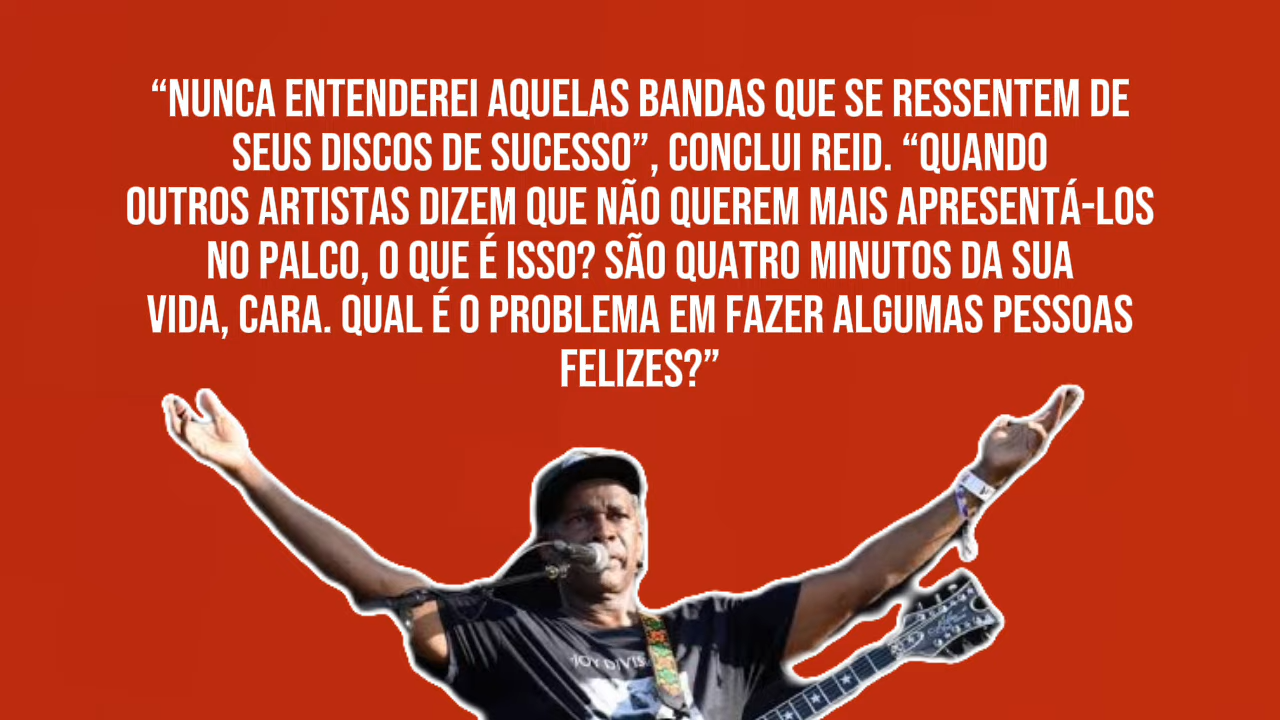 “NUNCA ENTENDEREI AQUELAS BANDAS QUE SE RESSENTEM DE
SEUS DISCOS DE SUCESSO”, CONCLUI REID. “QUANDO
OUTROS ARTISTAS DIZEM QUE NÃO QUEREM MAIS APRESENTÁ-LOS
NO PALCO, O QUE É ISSO? SÃO QUATRO MINUTOS DA SUA
VIDA, CARA. QUAL É O PROBLEMA EM FAZER ALGUMAS PESSOAS
FELIZES?”
JOY DIVIS